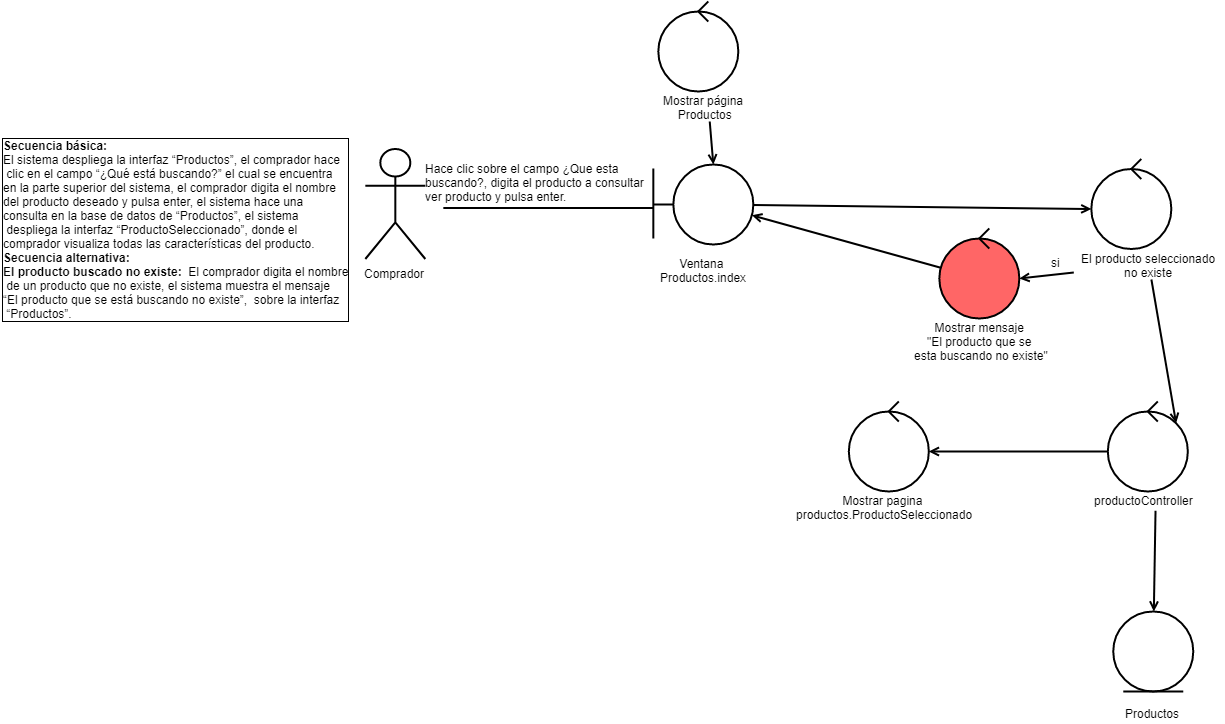 Mostrar página
Productos
Secuencia básica:
El sistema despliega la interfaz “Productos”, el comprador hace
clic en el campo “¿Qué está buscando?” el cual se encuentra
en la parte superior del sistema, el comprador digita el nombre
del producto deseado y pulsa enter, el sistema hace una
consulta en la base de datos de “Productos”, el sistema
despliega la interfaz “ProductoSeleccionado”, donde el
comprador visualiza todas las características del producto.
Secuencia alternativa:
El producto buscado no existe: El comprador digita el nombre
de un producto que no existe, el sistema muestra el mensaje
“El producto que se está buscando no existe”, sobre la interfaz
“Productos”.
Comprador
Hace clic sobre el campo ¿Que esta
buscando?, digita el producto a consultar
ver producto y pulsa enter.
Ventana
Productos.index
El producto seleccionado
no existe
si
Mostrar mensaje
"El producto que se
esta buscando no existe"
Mostrar pagina
productos.ProductoSeleccionado
productoController
Productos